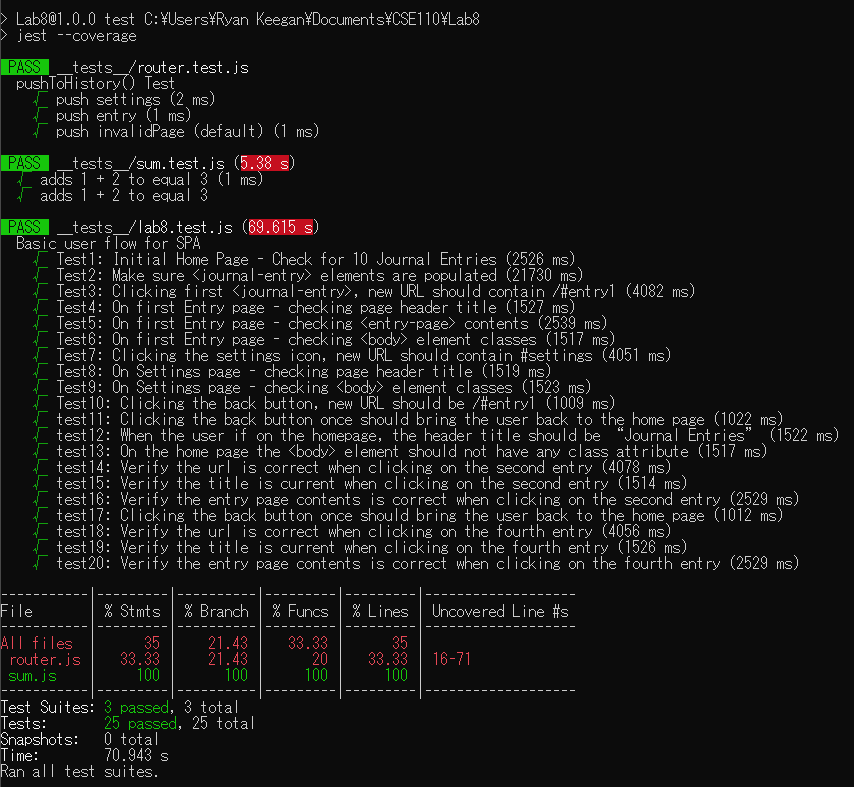 > Lab8@1.0.0 test C:¥Users¥Ryan Keegan¥Documents¥CSE110¥Lab8
> jest --coverage
PASS __tests__/router.test.js
pushToHistory() Test
√ push settings (2 ms)
√ push entry (1 ms)
√ push invalidPage (default) (1 ms)
PASS __tests__/sum.test.js (5.38 s)
√ adds 1 + 2 to equal 3 (1 ms)
√ adds 1 + 2 to equal 3
PASS __tests__/lab8.test.js (69.615 s)
Basic user flow for SPA
√ Test1: Initial Home Page - Check for 10 Journal Entries (2526 ms)
√ Test2: Make sure <journal-entry> elements are populated (21730 ms)
√ Test3: Clicking first <journal-entry>, new URL should contain /#entry1 (4082 ms)
√ Test4: On first Entry page - checking page header title (1527 ms)
√ Test5: On first Entry page - checking <entry-page> contents (2539 ms)
√ Test6: On first Entry page - checking <body> element classes (1517 ms)
√ Test7: Clicking the settings icon, new URL should contain #settings (4051 ms)
√ Test8: On Settings page - checking page header title (1519 ms)
√ Test9: On Settings page - checking <body> element classes (1523 ms)
√ Test10: Clicking the back button, new URL should be /#entry1 (1009 ms)
√ test11: Clicking the back button once should bring the user back to the home page (1022 ms)
√ test12: When the user if on the homepage, the header title should be “Journal Entries” (1522 ms)
√ test13: On the home page the <body> element should not have any class attribute (1517 ms)
√ test14: Verify the url is correct when clicking on the second entry (4078 ms)
√ test15: Verify the title is current when clicking on the second entry (1514 ms)
√ test16: Verify the entry page contents is correct when clicking on the second entry (2529 ms)
√ test17: Clicking the back button once should bring the user back to the home page (1012 ms)
√ test18: Verify the url is correct when clicking on the fourth entry (4056 ms)
√ test19: Verify the title is current when clicking on the fourth entry (1526 ms)
√ test20: Verify the entry page contents is correct when clicking on the fourth entry (2529 ms)
-----------|---------|----------|---------|---------|-------------------
File | % Stmts | % Branch | % Funcs | % Lines | Uncovered Line #s
-----------|---------|----------|---------|---------|-------------------
All files | 35 | 21.43 | 33.33 | 35 |
router.js | 33.33 | 21.43 | 20 | 33.33 | 16-71
sum.js | 100 | 100 | 100 | 100 |
-----------|---------|----------|---------|---------|-------------------
Test Suites: 3 passed, 3 total
Tests: 25 passed, 25 total
Snapshots: 0 total
Time: 70.943 s
Ran all test suites.